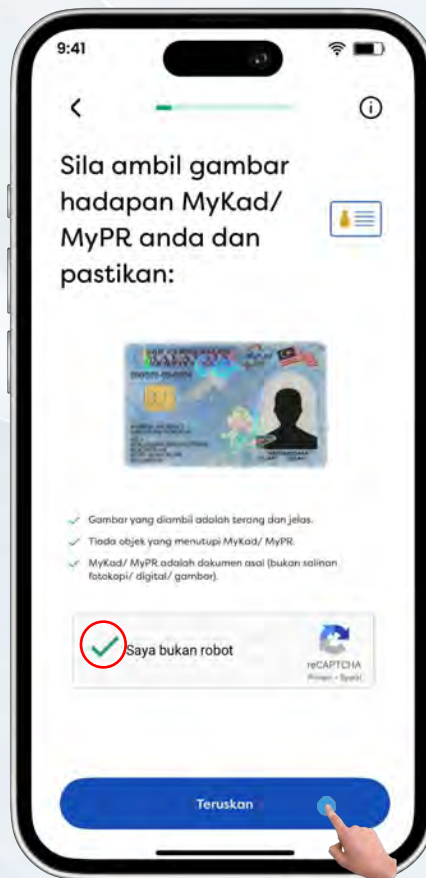 9:41
Sila ambil gambar
hadapan MyKad/
MyPR anda dan
pastikan:
MALAYSIA
Gambar yang diambil adalah terang dan jelas.
Tiada objek yang menutupi MyKad/ MyPR.
MyKad/ MyPR adalah dokumen asal (bukan salinan
fotokopi/ digital/ gambar).
Saya bukan robot
reCAPTCHA
Teruskan